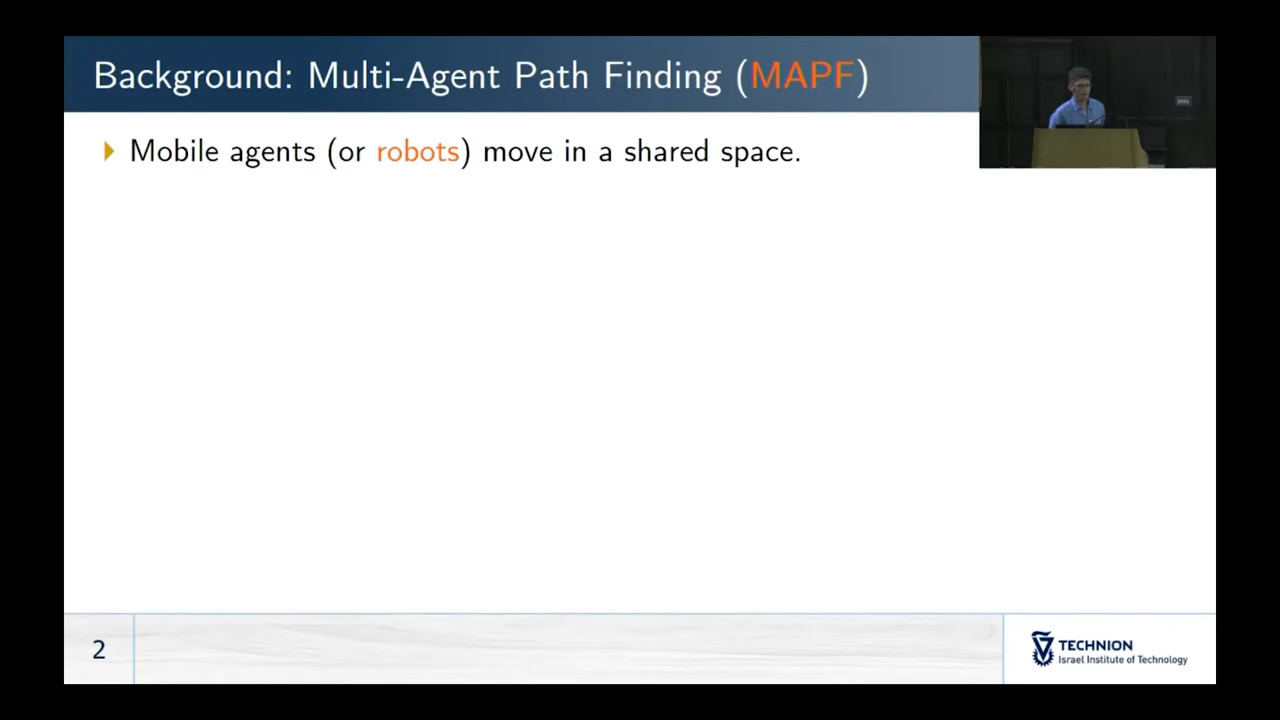 Background: Multi-Agent Path Finding (MAPF)
Mobile agents (or robots) move in a shared space.
2
TECHNION
Israel Institute of Technology